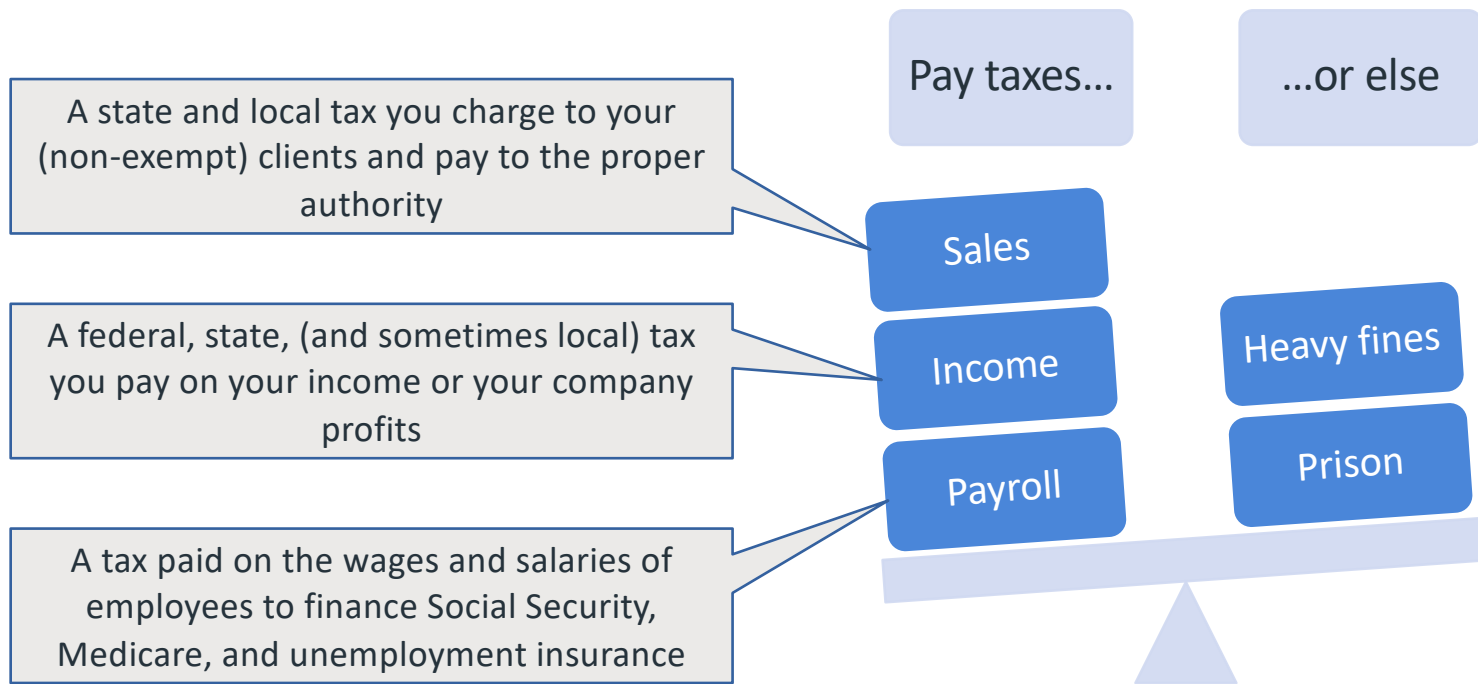 Pay taxes...
...or else
A state and local tax you charge to your
(non-exempt) clients and pay to the proper
authority
Sales
A federal, state, (and sometimes local) tax
you pay on your income or your company
profits
Income
Heavy fines
A tax paid on the wages and salaries of
employees to finance Social Security,
Medicare, and unemployment insurance
Payroll
Prison